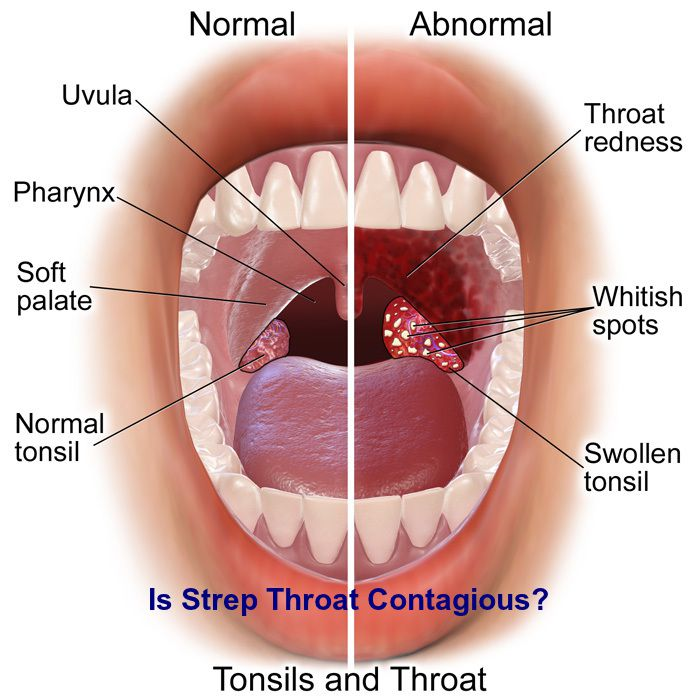 Normal
Abnormal
Uvula
Throat
redness
Pharynx
Soft
palate
Whitish
spots
Normal
tonsil
Swollen
tonsil
Is Strep Throat Contagious?
Tonsils and Throat